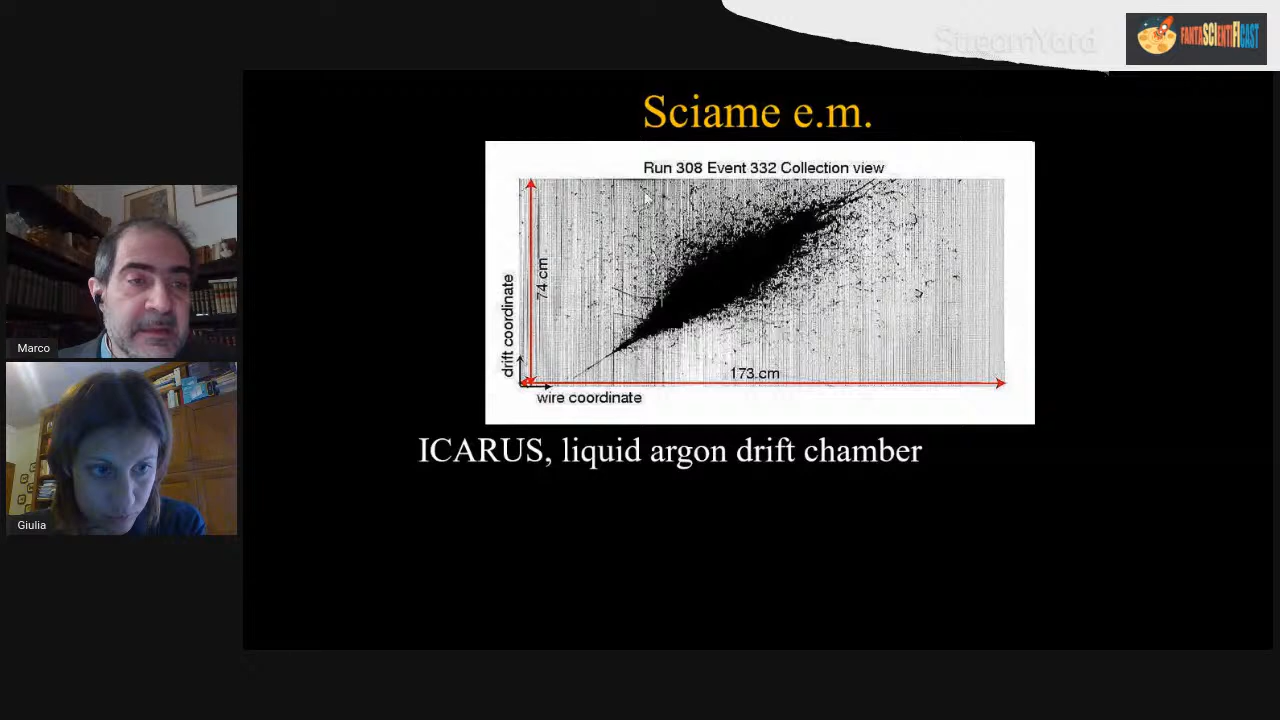 StreamYard
FANTASCIENTIFICAST
Sciame e.m.
Run 308 Event 332 Collection view
74 cm
drift coordinate
173 cm
wire coordinate
ICARUS, liquid argon drift chamber
Marco
Giulia